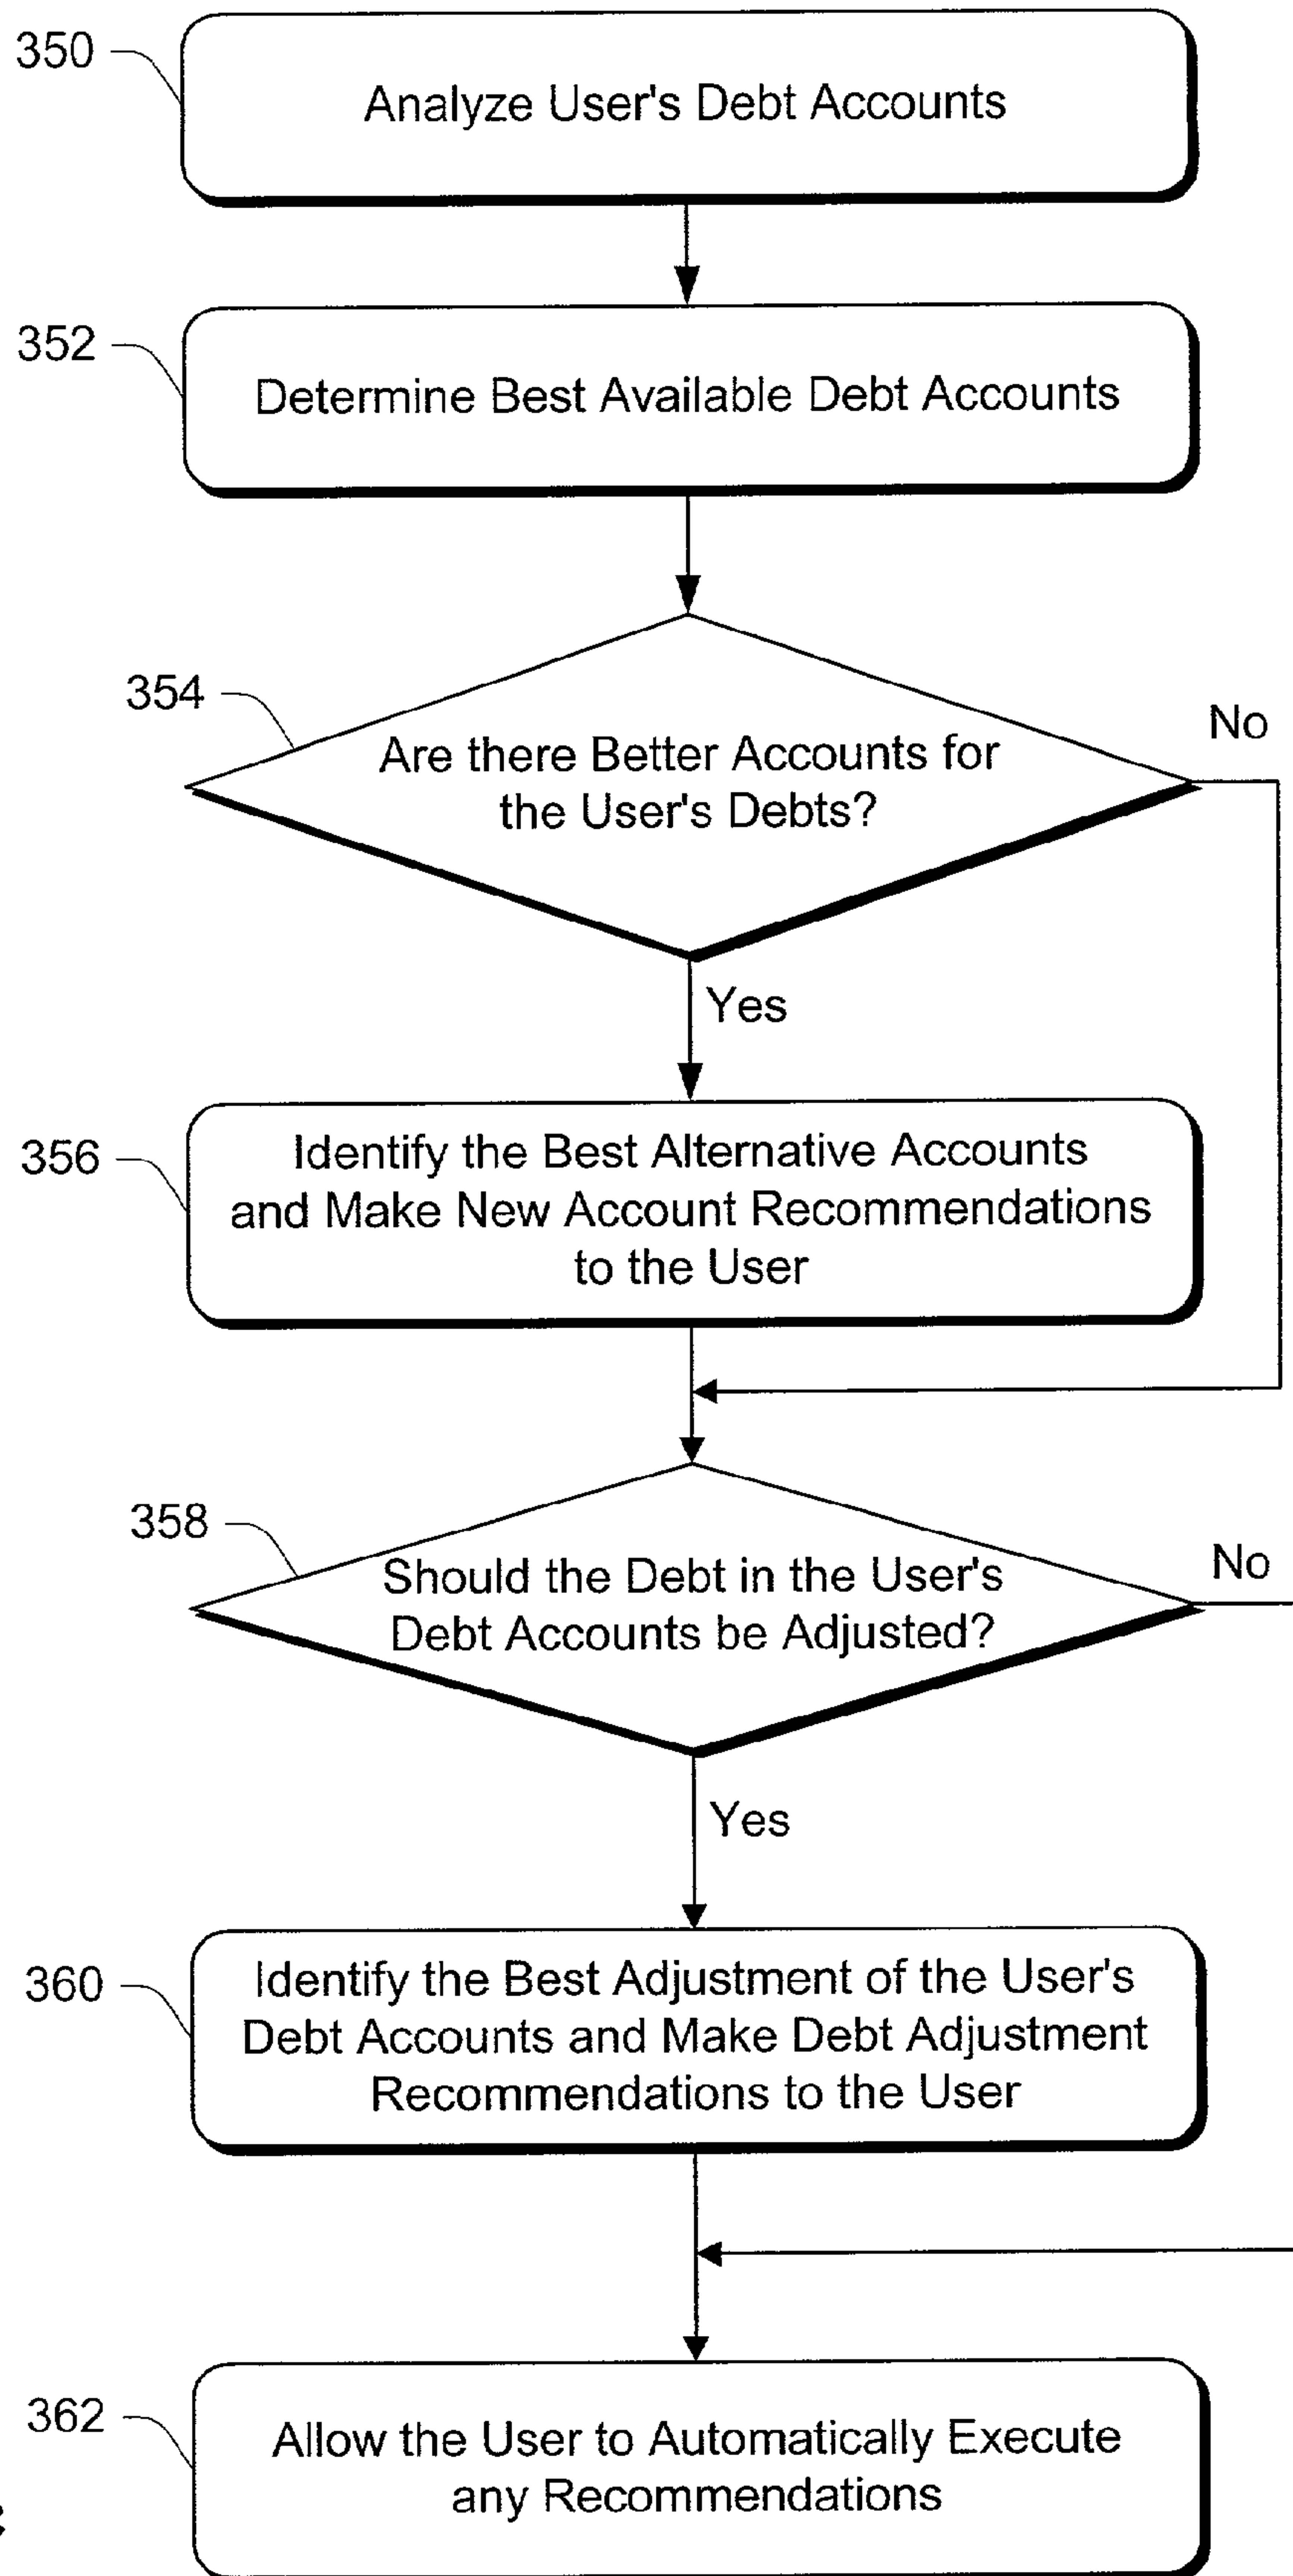 350
Analyze User's Debt Accounts
352
Determine Best Available Debt Accounts
354
Are there Better Accounts for
the User's Debts?
No
Yes
356
Identify the Best Alternative Accounts
and Make New Account Recommendations
to the User
358
Should the Debt in the User's
Debt Accounts be Adjusted?
No
Yes
360
Identify the Best Adjustment of the User's
Debt Accounts and Make Debt Adjustment
Recommendations to the User
362
Allow the User to Automatically Execute
any Recommendations